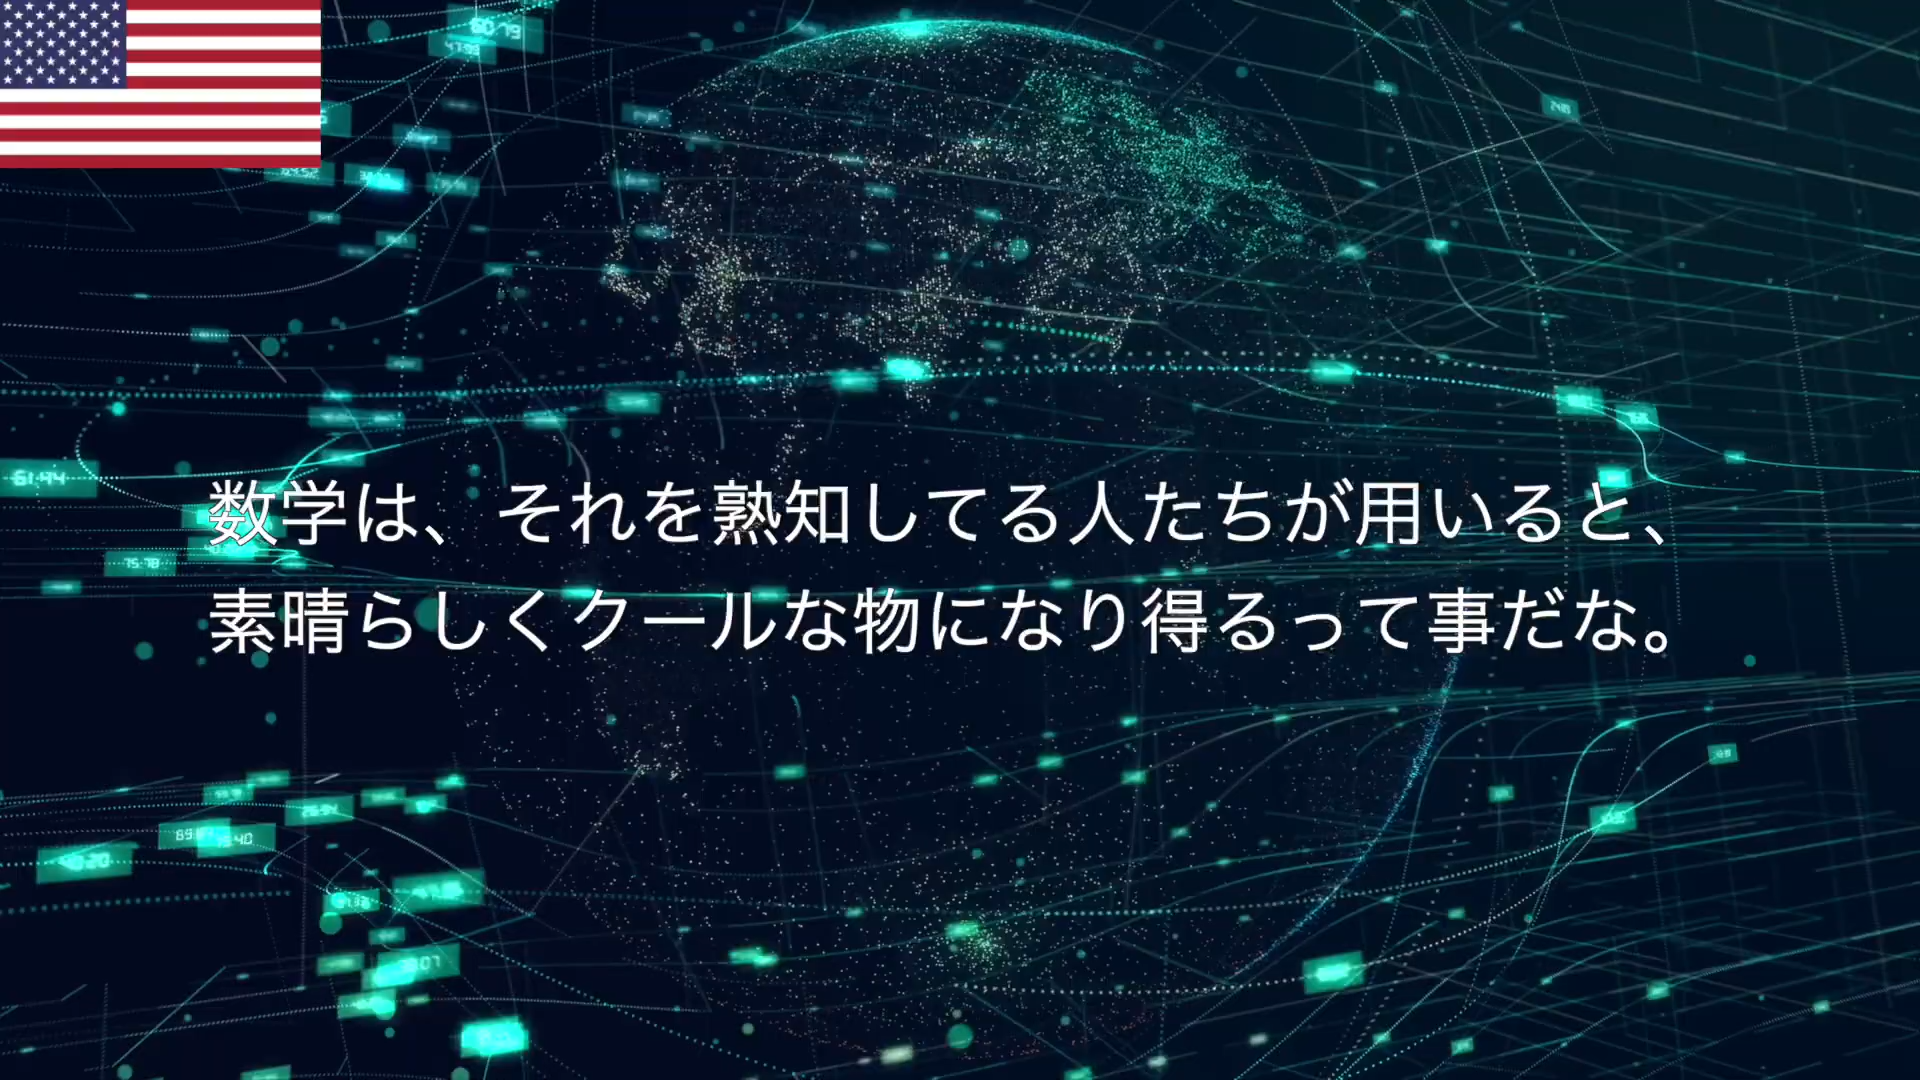 数学は、それを熟知してる人たちが用いると、
素晴らしくクールな物になり得るって事だな。